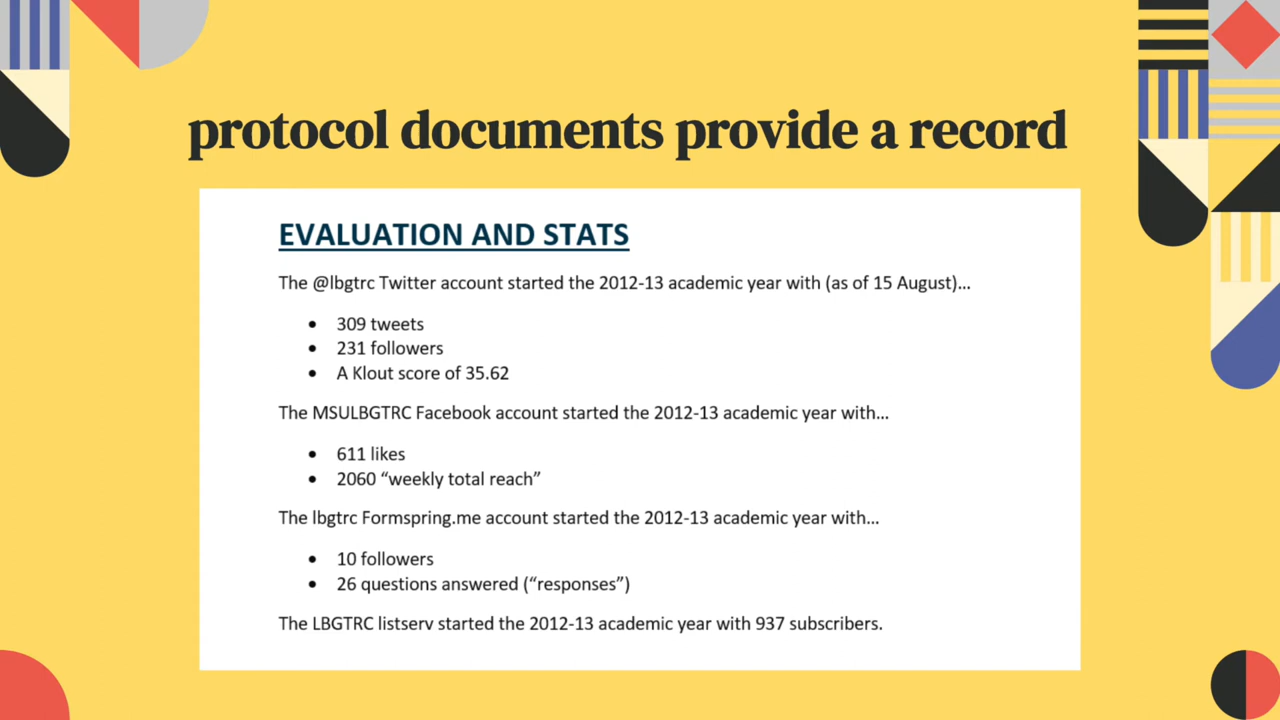 protocol documents provide a record
EVALUATION AND STATS
The @lbgtrc Twitter account started the 2012-13 academic year with (as of 15 August)...
• 309 tweets
• 231 followers
• A Klout score of 35.62
The MSULBGTRC Facebook account started the 2012-13 academic year with...
• 611 likes
• 2060 “weekly total reach”
The lbgtrc Formspring.me account started the 2012-13 academic year with...
• 10 followers
• 26 questions answered (“responses”)
The LBGTRC listserv started the 2012-13 academic year with 937 subscribers.